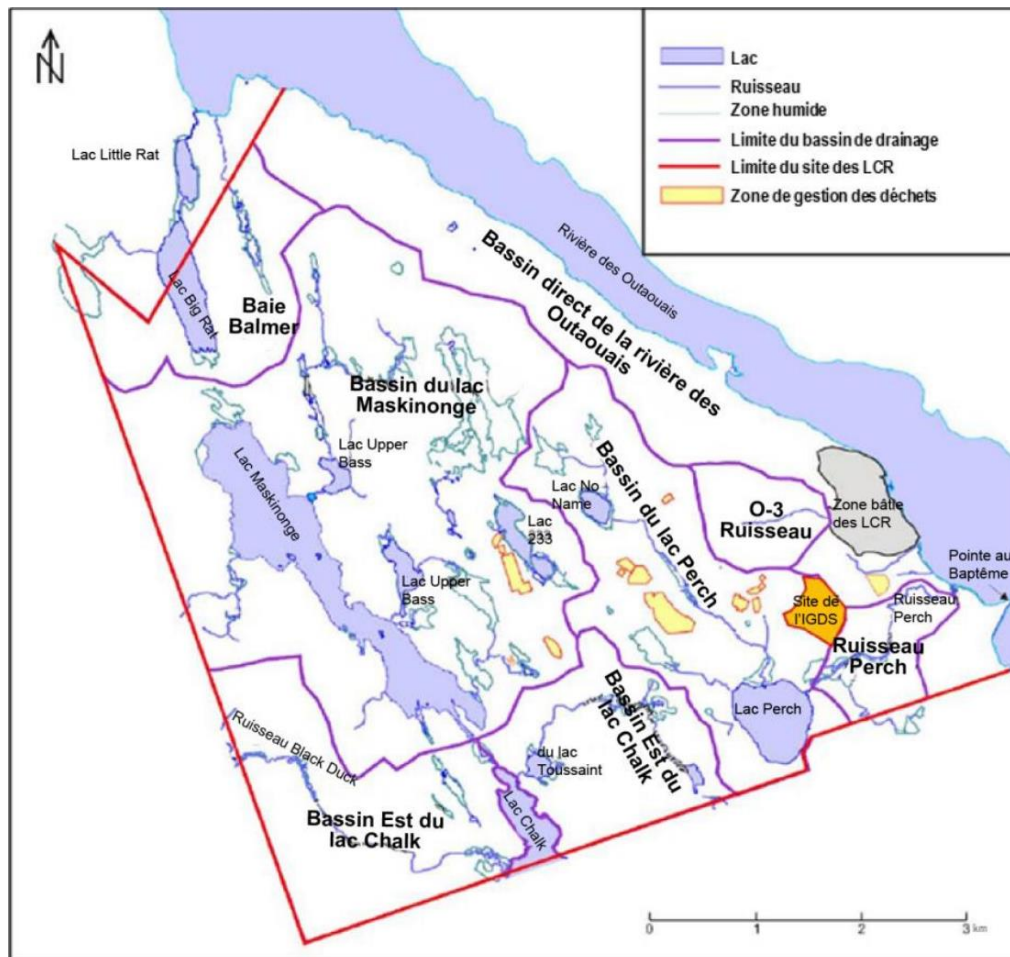 N
Lac
Ruisseau
Zone humide
Limite du bassin de drainage
Limite du site des LCR
Zone de gestion des déchets
Lac Little Rat
Lac Big Rat
Baie
Balmer
Bassin direct de la rivière des
Outaouais
Rivière des Outaouais
Bassin du lac
Maskinonge
Lac Upper
Bass
Lac Maskinonge
Lac No
Name
Lac
233
Bassin du lac Perch
O-3
Ruisseau
Zone bâtie
des LCR
Pointe au
Baptême
Lac Upper
Bass
Site de
l'IGDS
Ruisseau
Perch
Ruisseau
Perch
Lac Perch
Bassin Est du
lac Chalk
Ruisseau Black Duck
du lac
Toussaint
Lac Chalk
Bassin Est du
lac Chalk
0 1 2 3 km